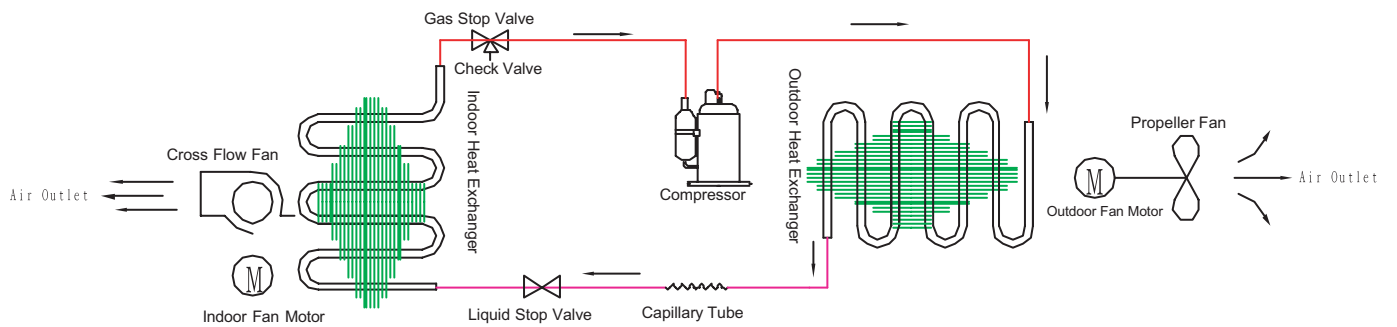 Gas Stop Valve
Check Valve
Indoor Heat Exchanger
Outdoor Heat Exchanger
Propeller Fan
Cross Flow Fan
Air Outlet
Compressor
M
Outdoor Fan Motor
Air Outlet
M
Indoor Fan Motor
Liquid Stop Valve
Capillary Tube